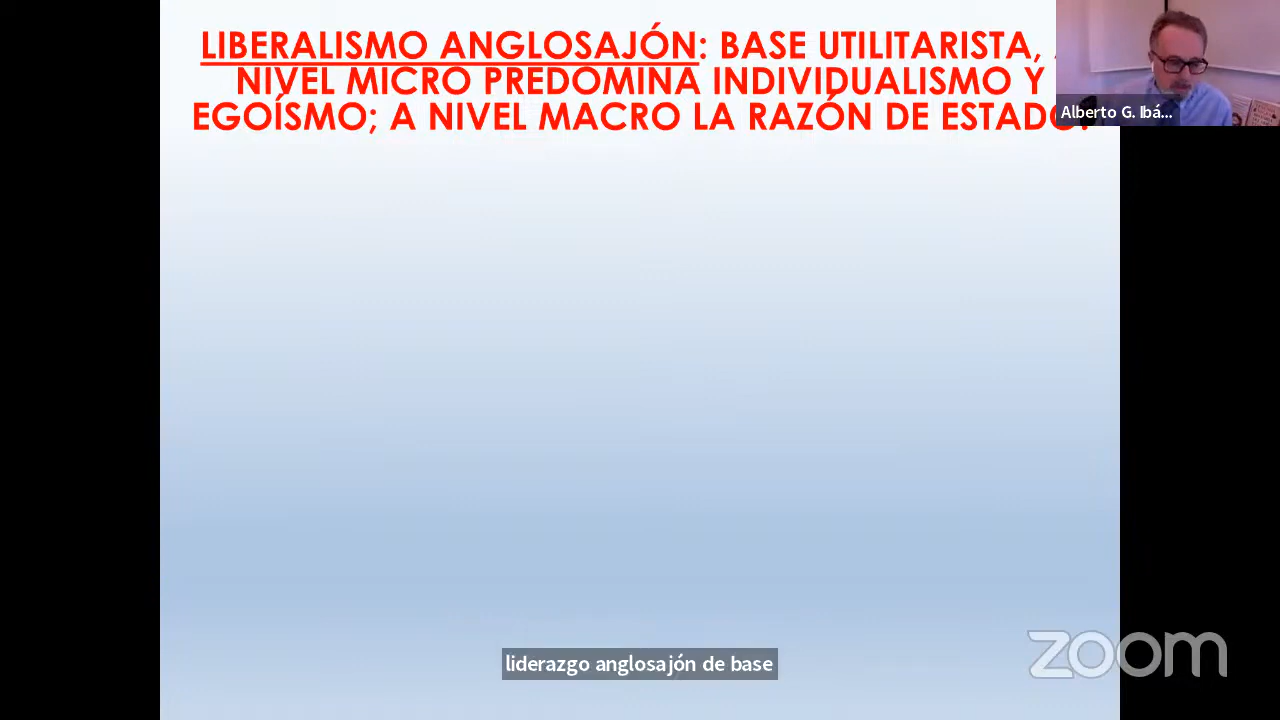 LIBERALISMO ANGLOSAJÓN: BASE UTILITARISTA,
NIVEL MICRO PREDOMINA INDIVIDUALISMO Y
EGOÍSMO; A NIVEL MACRO LA RAZÓN DE ESTADO.
Alberto G. Ibá...
liderazgo anglosajón de base
zoom